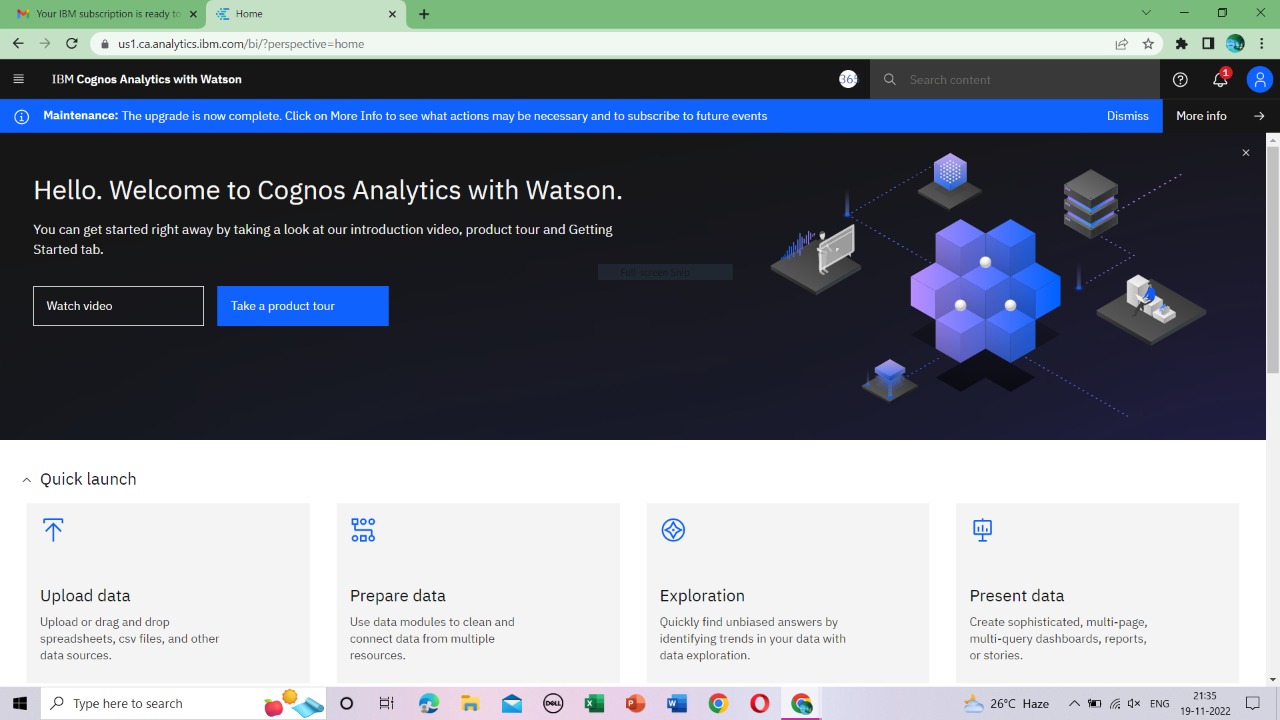 Your IBM subscription is ready to
Home
us1.ca.analytics.ibm.com/bi/?perspective=home
IBM Cognos Analytics with Watson
365
Search content
1
Maintenance: The upgrade is now complete. Click on More Info to see what actions may be necessary and to subscribe to future events
Dismiss
More info
Hello. Welcome to Cognos Analytics with Watson.
You can get started right away by taking a look at our introduction video, product tour and Getting
Started tab.
Full-screen Snip
Watch video
Take a product tour
Quick launch
Upload data
Upload or drag and drop
spreadsheets, csv files, and other
data sources.
Prepare data
Use data modules to clean and
connect data from multiple
resources.
Exploration
Quickly find unbiased answers by
identifying trends in your data with
data exploration.
Present data
Create sophisticated, multi-page,
multi-query dashboards, reports,
or stories.
Type here to search
DELL
26°C Haze
ENG
21:35
19-11-2022